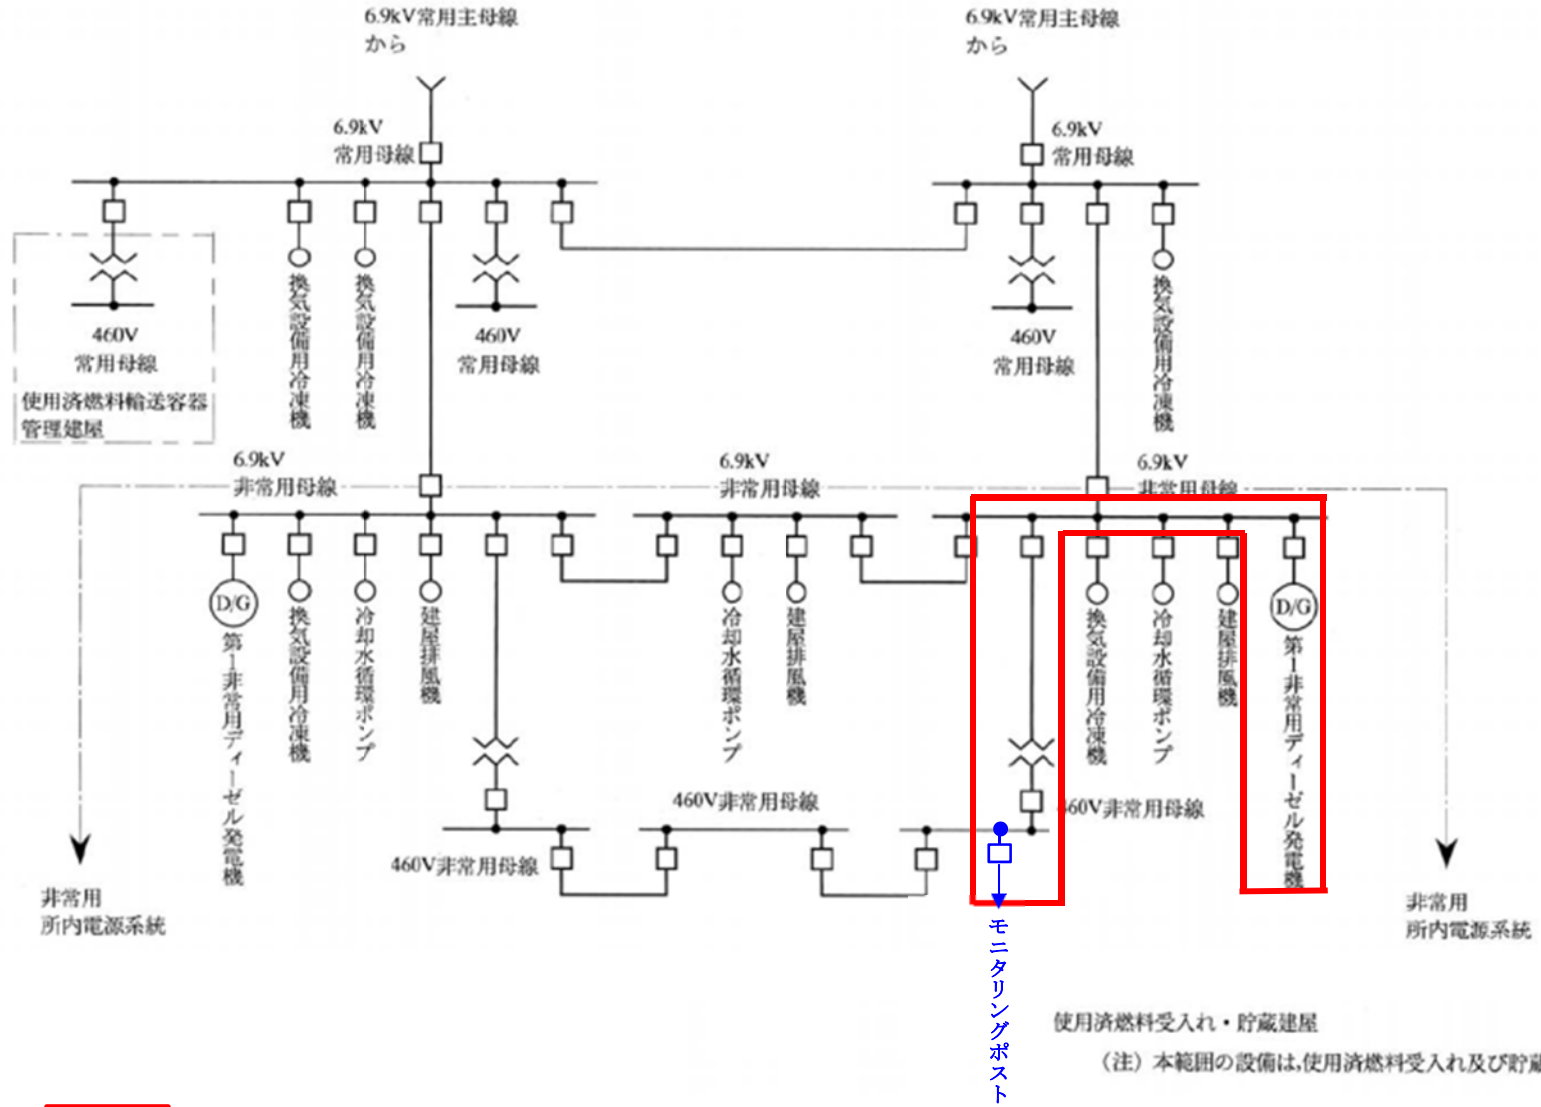 6.9kV常用主母線
から
6.9kV常用主母線
から
6.9kV
常用母線
6.9kV
常用母線
460V
常用母線
使用済燃料輸送容器
管理建屋
換気設備用冷凍機
換気設備用冷凍機
460V
常用母線
460V
常用母線
換気設備用冷凍機
6.9kV
非常用母線
6.9kV
非常用母線
6.9kV
非常用母線
D/G
第1非常用ディーゼル発電機
換気設備用冷凍機
冷却水循環ポンプ
建屋排風機
冷却水循環ポンプ
建屋排風機
換気設備用冷凍機
冷却水循環ポンプ
建屋排風機
D/G
第1非常用ディーゼル発電機
460V非常用母線
460V非常用母線
460V非常用母線
非常用
所内電源系統
非常用
所内電源系統
モニタリングポスト
使用済燃料受入れ・貯蔵建屋
（注）本範囲の設備は,使用済燃料受入れ及び貯蔵